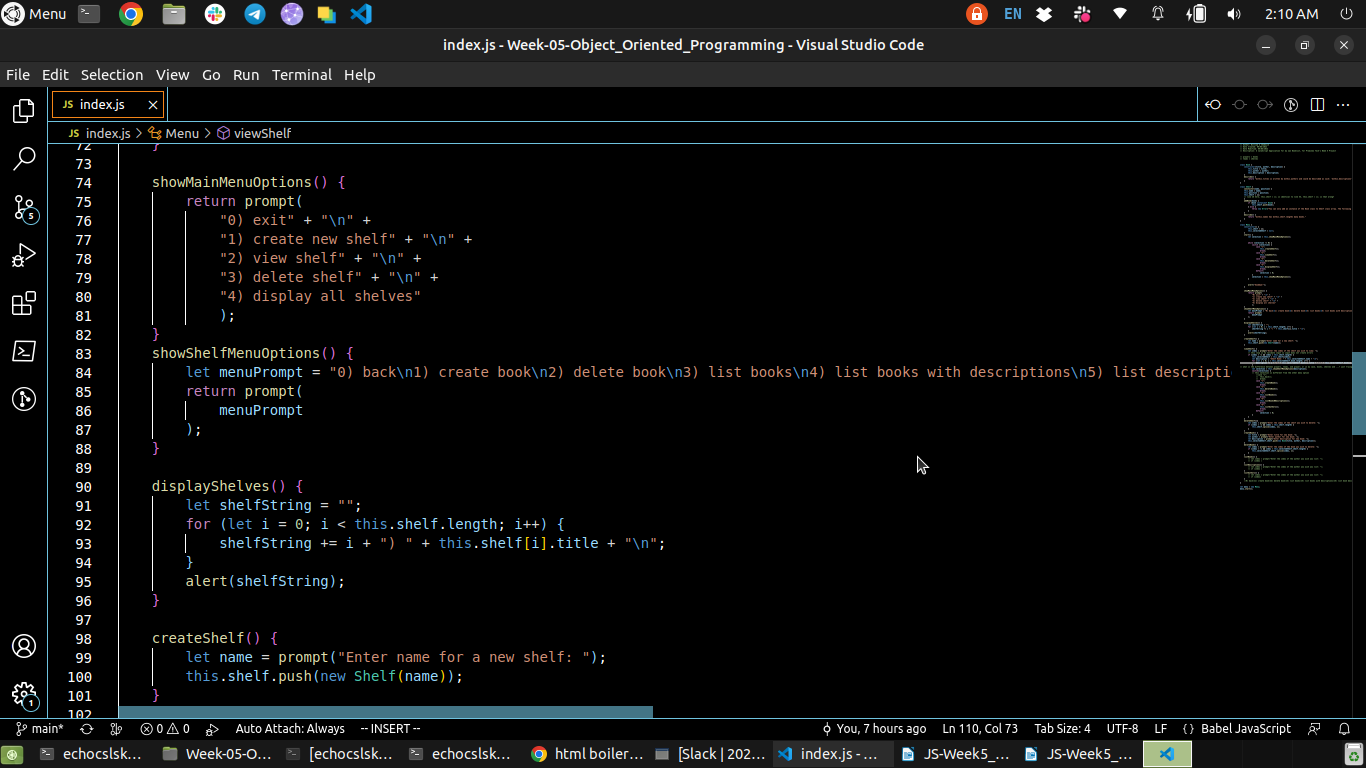 Menu EN 2:10 AM
index.js - Week-05-Object_Oriented_Programming - Visual Studio Code
File Edit Selection View Go Run Terminal Help
JS index.js
JS index.js > Menu > viewShelf
72 }
73
74 showMainMenuOptions() {
75 return prompt(
76 "0) exit" + "\n" +
77 "1) create new shelf" + "\n" +
78 "2) view shelf" + "\n" +
79 "3) delete shelf" + "\n" +
80 "4) display all shelves"
81 );
82 }
83 showShelfMenuOptions() {
84 let menuPrompt = "0) back\n1) create book\n2) delete book\n3) list books\n4) list books with descriptions\n5) list descripti
85 return prompt(
86 menuPrompt
87 );
88 }
89
90 displayShelves() {
91 let shelfString = "";
92 for (let i = 0; i < this.shelf.length; i++) {
93 shelfString += i + ") " + this.shelf[i].title + "\n";
94 }
95 alert(shelfString);
96 }
97
98 createShelf() {
99 let name = prompt("Enter name for a new shelf: ");
100 this.shelf.push(new Shelf(name));
101 }
102
5
1
main* 0 0 Auto Attach: Always -- INSERT -- You, 7 hours ago Ln 110, Col 73 Tab Size: 4 UTF-8 LF {} Babel JavaScript
echocslsk... Week-05-O... [echocslsk... echocslsk... html boiler... [Slack | 202... index.js - ... JS-Week5_... JS-Week5_...